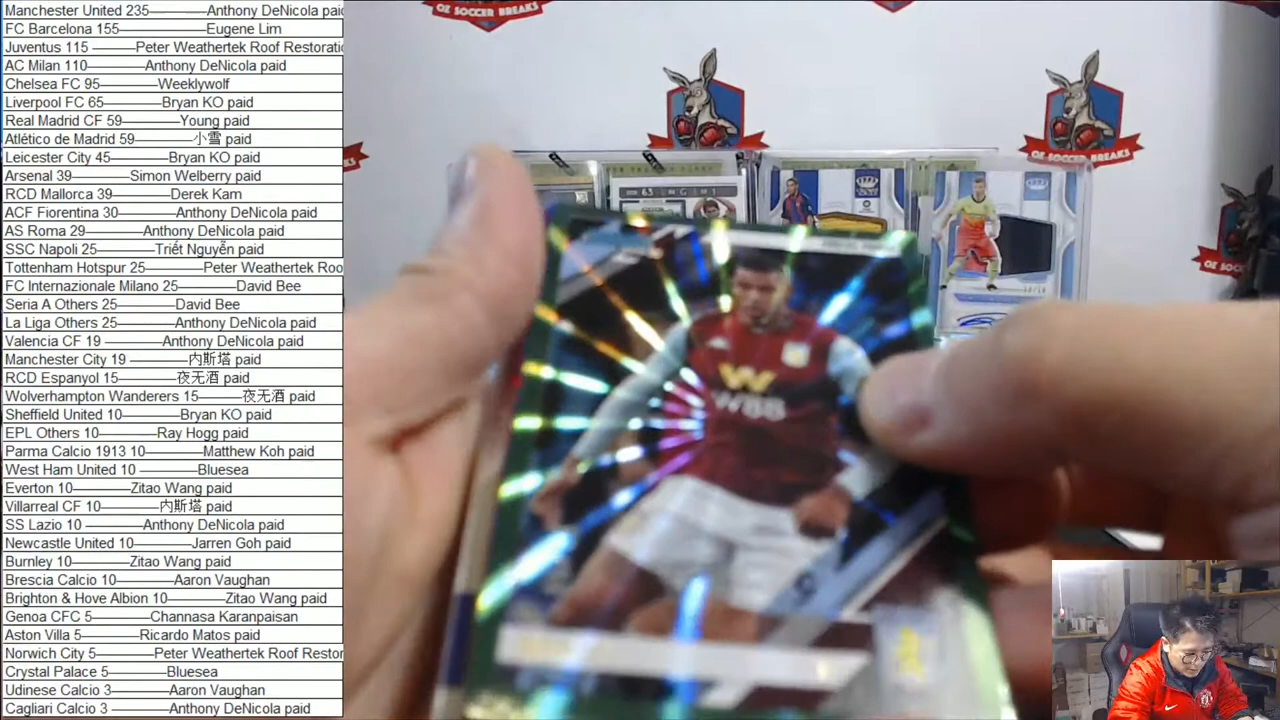 Manchester United 235————Anthony DeNicola paid
FC Barcelona 155————Eugene Lim
Juventus 115 ————Peter Weathertek Roof Restoratio
AC Milan 110————Anthony DeNicola paid
Chelsea FC 95————Weeklywolf
Liverpool FC 65————Bryan KO paid
Real Madrid CF 59————Young paid
Atlético de Madrid 59————小雪 paid
Leicester City 45————Bryan KO paid
Arsenal 39————Simon Welberry paid
RCD Mallorca 39————Derek Kam
ACF Fiorentina 30————Anthony DeNicola paid
AS Roma 29————Anthony DeNicola paid
SSC Napoli 25————Triết Nguyễn paid
Tottenham Hotspur 25————Peter Weathertek Roo
FC Internazionale Milano 25————David Bee
Seria A Others 25————David Bee
La Liga Others 25————Anthony DeNicola paid
Valencia CF 19 ————Anthony DeNicola paid
Manchester City 19 ————内斯塔 paid
RCD Espanyol 15————夜无酒 paid
Wolverhampton Wanderers 15————夜无酒 paid
Sheffield United 10————Bryan KO paid
EPL Others 10————Ray Hogg paid
Parma Calcio 1913 10————Matthew Koh paid
West Ham United 10 ————Bluesea
Everton 10————Zitao Wang paid
Villarreal CF 10————内斯塔 paid
SS Lazio 10 ————Anthony DeNicola paid
Newcastle United 10————Jarren Goh paid
Burnley 10————Zitao Wang paid
Brescia Calcio 10————Aaron Vaughan
Brighton & Hove Albion 10————Zitao Wang paid
Genoa CFC 5————Channasa Karanpaisan
Aston Villa 5————Ricardo Matos paid
Norwich City 5————Peter Weathertek Roof Restor
Crystal Palace 5————Bluesea
Udinese Calcio 3————Aaron Vaughan
Cagliari Calcio 3————Anthony DeNicola paid
OZ SOCCER BREAKS
OZ SOCCER BREAKS
W88